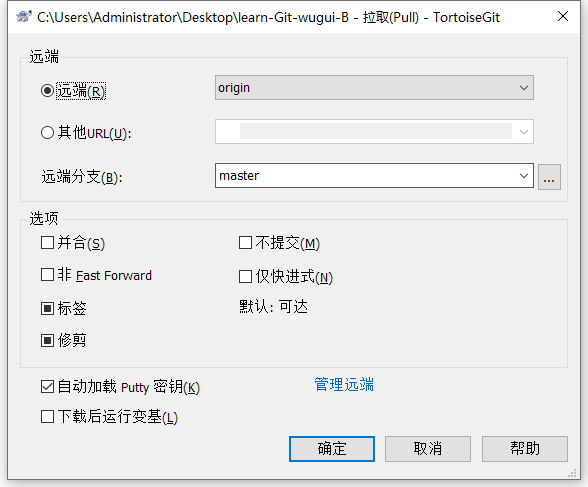 C:\Users\Administrator\Desktop\learn-Git-wugui-B - 拉取(Pull) - TortoiseGit
远端
远端(R) origin
其他URL(U):
远端分支(B): master ...
选项
并合(S) 不提交(M)
非 Fast Forward 仅快进式(N)
标签 默认: 可达
修剪
自动加载 Putty 密钥(K) 管理远端
下载后运行变基(L)
确定 取消 帮助